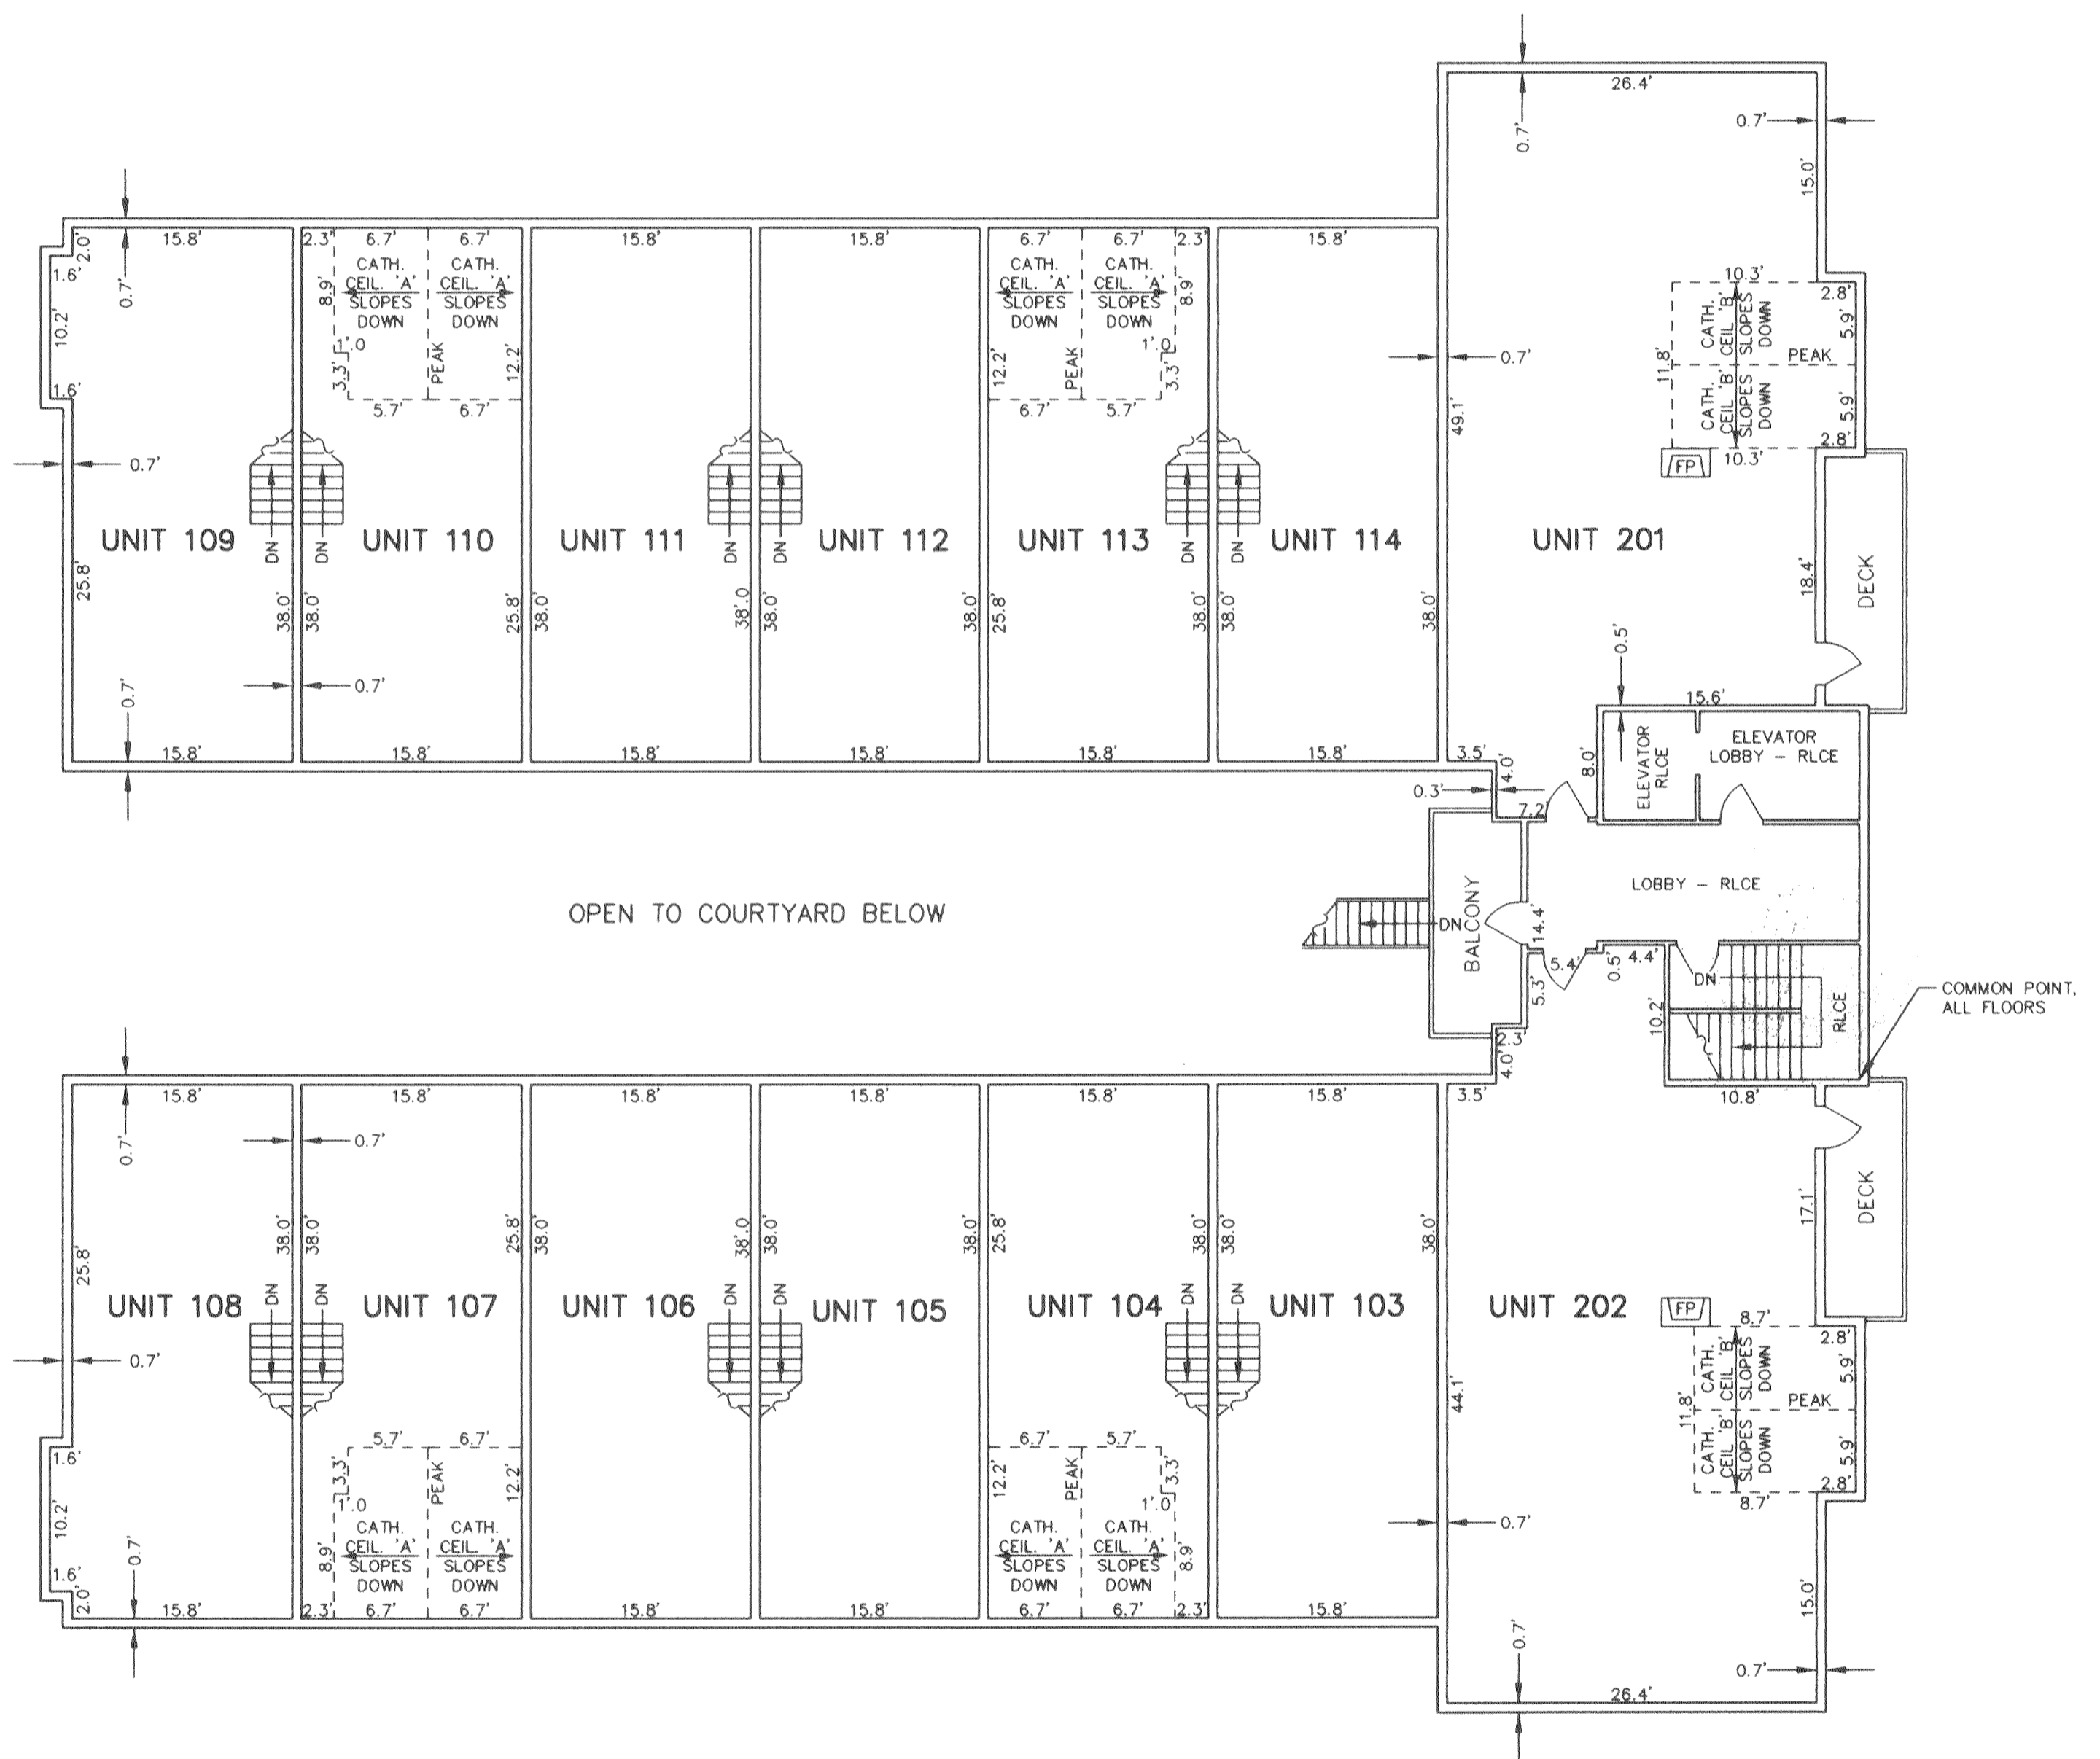 26.4'
0.7'
0.7'
15.0'
15.8'
2.3'
6.7'
6.7'
15.8'
15.8'
6.7'
6.7'
2.3'
15.8'
2.0'
1.6'
0.7'
10.2'
1.6'
8.9'
CATH.
CEIL. 'A'
SLOPES
DOWN
CATH.
CEIL. 'A'
SLOPES
DOWN
1'.0
3.3'
PEAK
12.2'
5.7'
6.7'
CATH.
CEIL. 'A'
SLOPES
DOWN
CATH.
CEIL. 'A'
SLOPES
DOWN
8.9'
1'.0
3.3'
PEAK
12.2'
6.7'
5.7'
0.7'
49.1'
10.3'
2.8'
CATH.
CEIL 'B'
SLOPES
DOWN
5.9'
11.8'
PEAK
CATH.
CEIL 'B'
SLOPES
DOWN
5.9'
2.8'
10.3'
FP
0.7'
UNIT 109
UNIT 110
UNIT 111
UNIT 112
UNIT 113
UNIT 114
UNIT 201
DN
DN
DN
DN
DN
DN
25.8'
38.0'
38.0'
25.8'
38.0'
38'.0
38.0'
38.0'
25.8'
38.0'
38.0'
38.0'
18.4'
DECK
0.5'
0.7'
0.7'
15.6'
15.8'
15.8'
15.8'
15.8'
15.8'
15.8'
3.5'
4.0'
0.3'
7.2'
8.0'
ELEVATOR
RLCE
ELEVATOR
LOBBY – RLCE
LOBBY – RLCE
OPEN TO COURTYARD BELOW
DN
BALCONY
14.4'
5.4'
0.5'
4.4'
5.3'
2.3'
4.0'
DN
10.2'
RLCE
COMMON POINT,
ALL FLOORS
10.8'
15.8'
15.8'
15.8'
15.8'
15.8'
15.8'
3.5'
0.7'
0.7'
38.0'
38.0'
25.8'
38.0'
38'.0
38.0'
38.0'
25.8'
38.0'
38.0'
38.0'
25.8'
17.1'
DECK
DN
DN
DN
DN
DN
DN
UNIT 108
UNIT 107
UNIT 106
UNIT 105
UNIT 104
UNIT 103
UNIT 202
FP
0.7'
44.1'
8.7'
2.8'
CATH.
CEIL 'B'
SLOPES
DOWN
5.9'
11.8'
PEAK
CATH.
CEIL 'B'
SLOPES
DOWN
5.9'
2.8'
8.7'
1.6'
10.2'
1.6'
2.0'
0.7'
5.7'
6.7'
3.3'
PEAK
12.2'
1'.0
CATH.
CEIL. 'A'
SLOPES
DOWN
CATH.
CEIL. 'A'
SLOPES
DOWN
8.9'
6.7'
5.7'
12.2'
PEAK
3.3'
1'.0
CATH.
CEIL. 'A'
SLOPES
DOWN
CATH.
CEIL. 'A'
SLOPES
DOWN
8.9'
0.7'
15.8'
2.3'
6.7'
6.7'
15.8'
15.8'
6.7'
6.7'
2.3'
15.8'
15.0'
0.7'
0.7'
26.4'